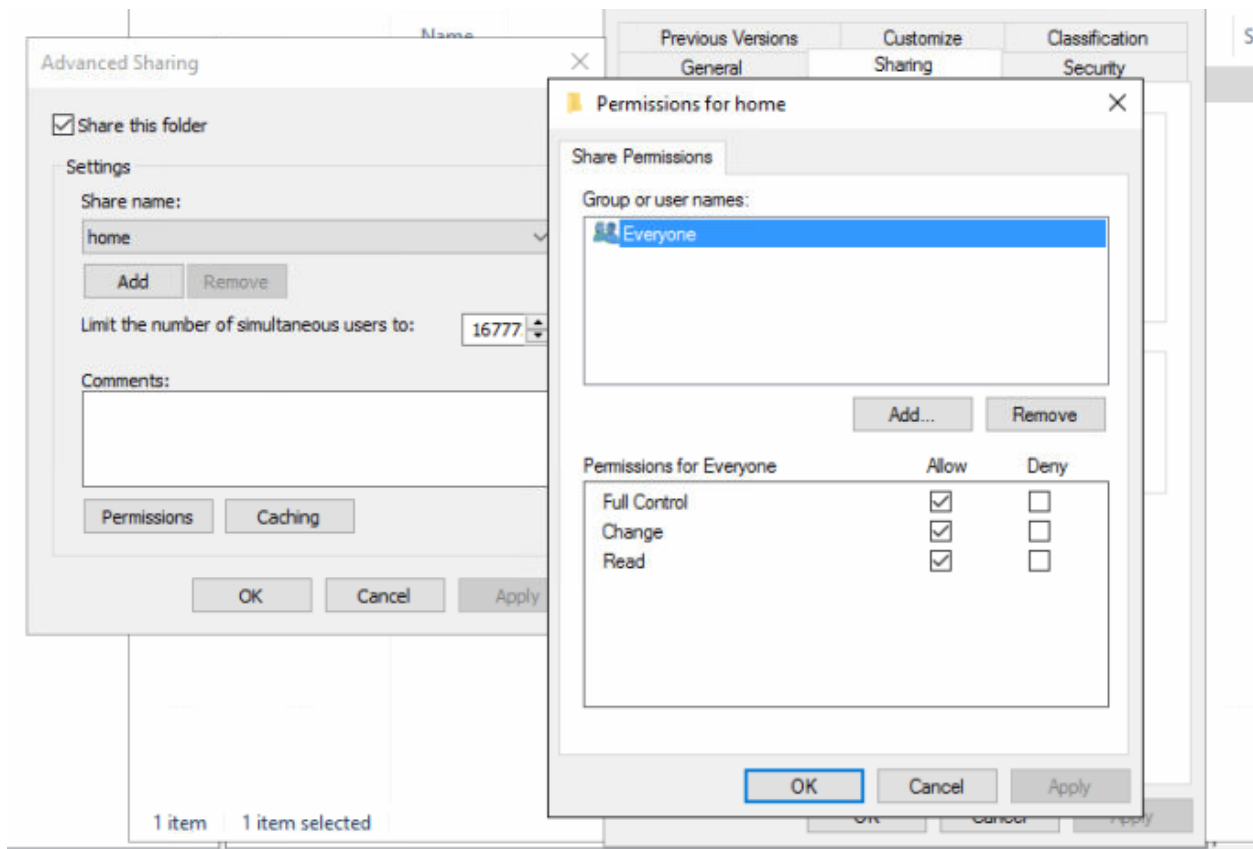 Name
Previous Versions Customize Classification
General Sharing Security
Advanced Sharing
Share this folder
Settings
Share name:
home
Add Remove
Limit the number of simultaneous users to:
16777
Comments:
Permissions Caching
OK Cancel Apply
Permissions for home
Share Permissions
Group or user names:
Everyone
Add... Remove
Permissions for Everyone Allow Deny
Full Control
Change
Read
OK Cancel Apply
OK Cancel Apply
1 item 1 item selected
S